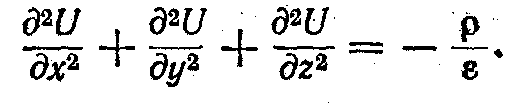 ∂²U/∂x² + ∂²U/∂y² + ∂²U/∂z² = − ρ/ε.